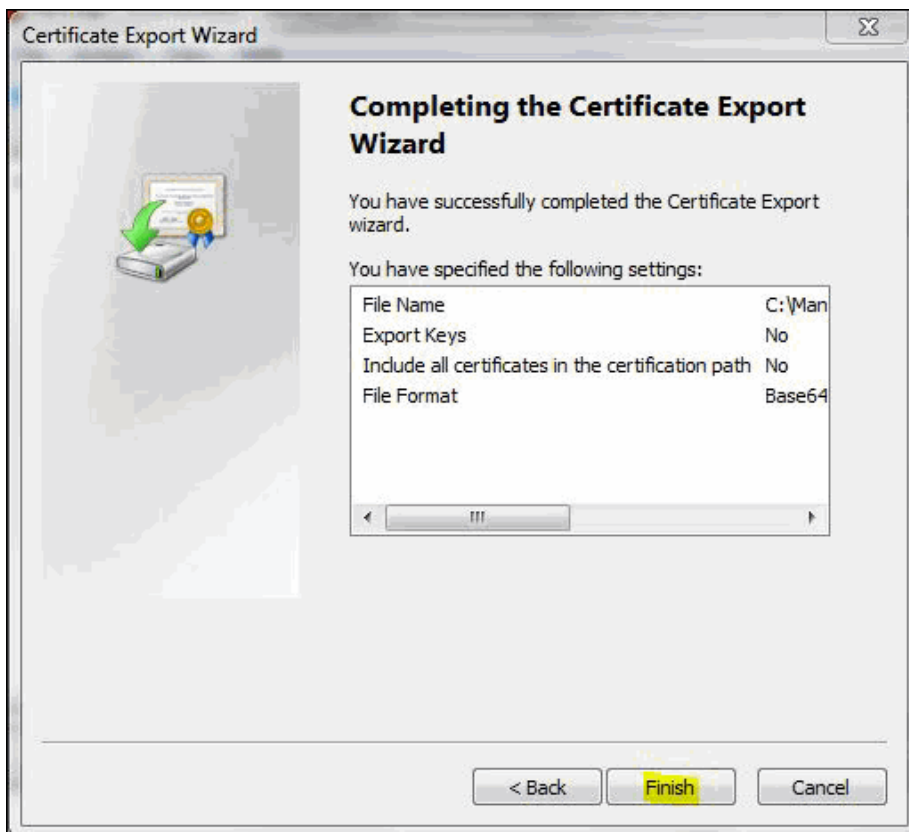 Certificate Export Wizard
Completing the Certificate Export
Wizard
You have successfully completed the Certificate Export
wizard.
You have specified the following settings:
File Name C:\Man
Export Keys No
Include all certificates in the certification path No
File Format Base64
< Back Finish Cancel